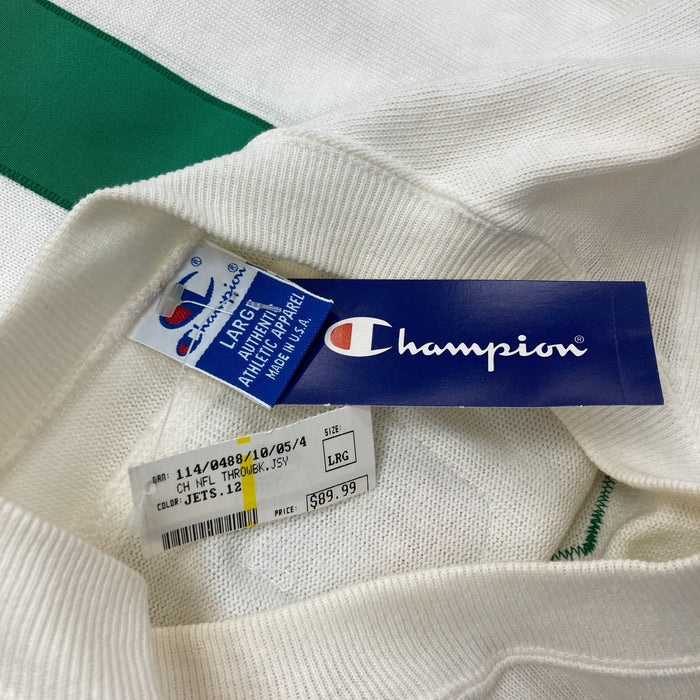 Champion®
LARGE
AUTHENTIC
ATHLETIC APPAREL
MADE IN U.S.A.
Champion®
DAN: 114/0488/10/05/4
CH NFL THROWBK.JSY
COLOR: JETS.12
SIZE:
LRG
PRICE: $89.99